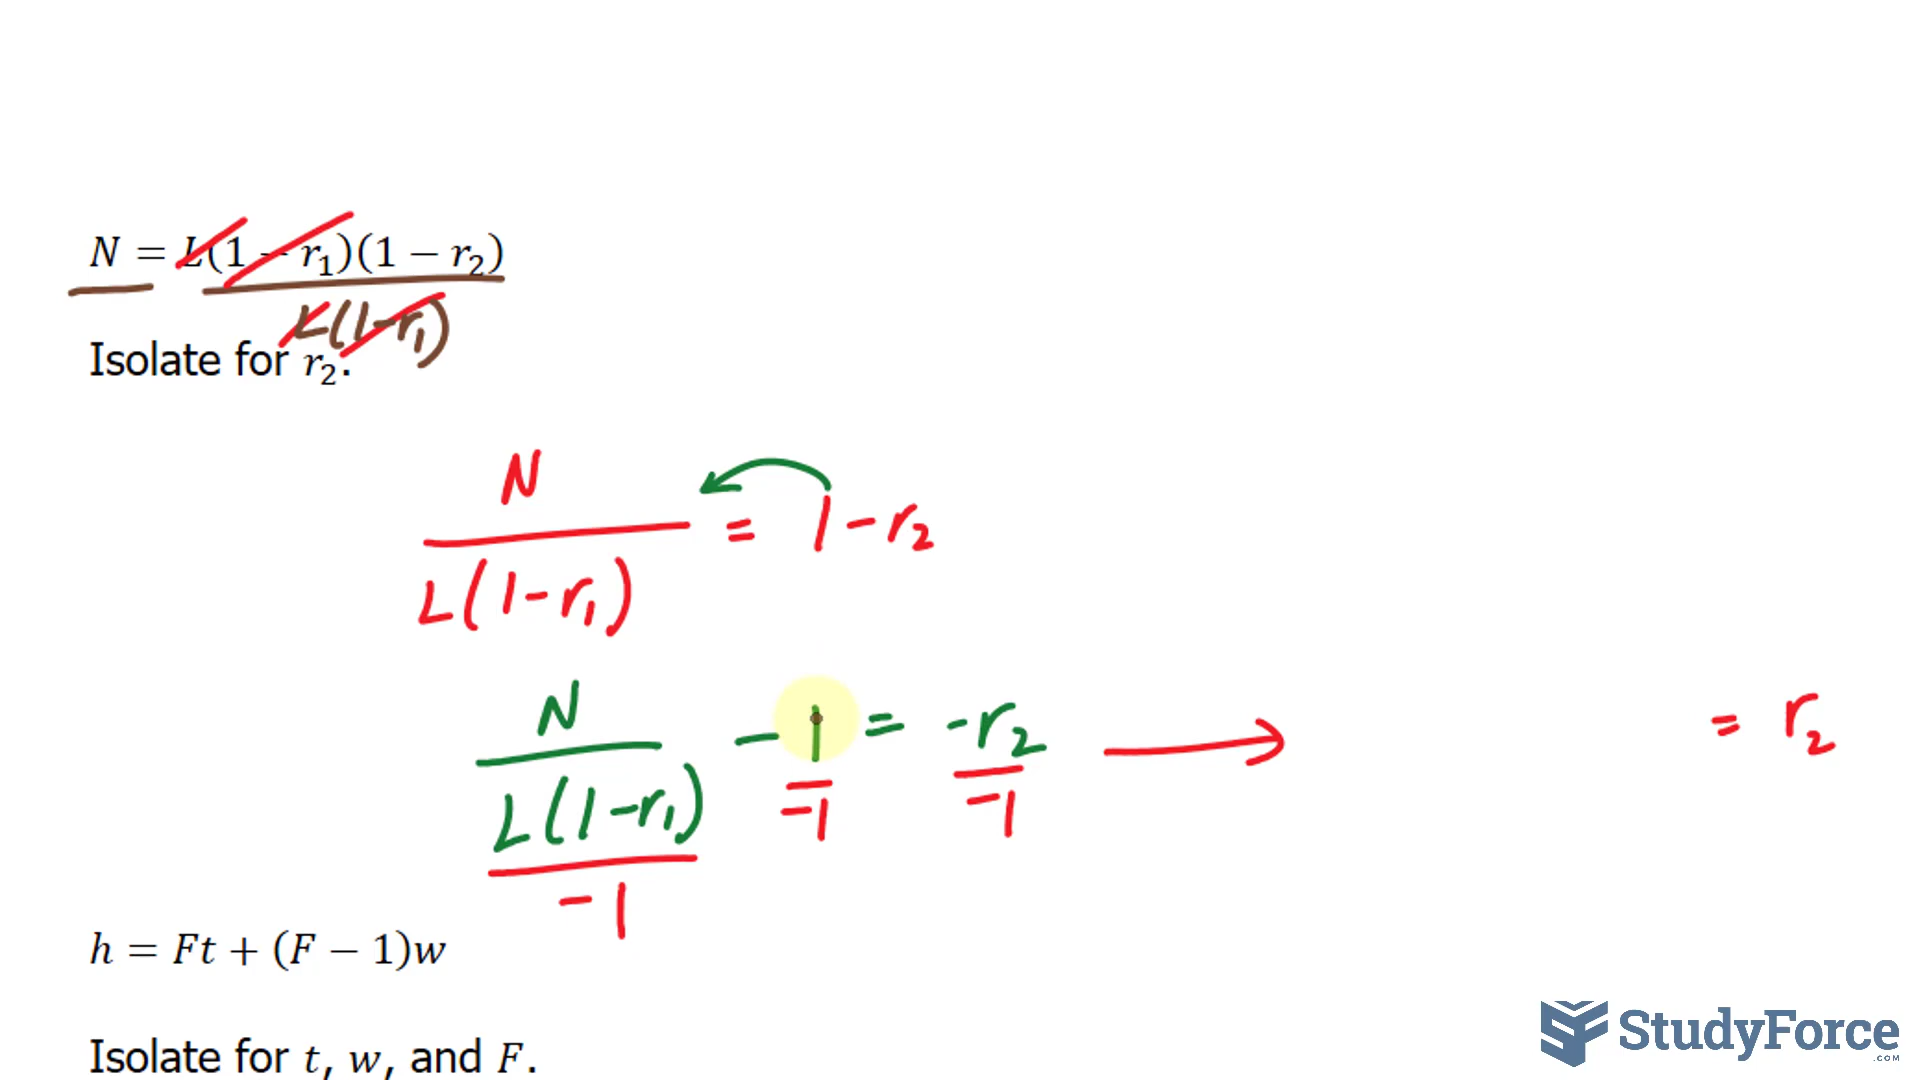 N = L(1 − r₁)(1 − r₂)
L(1-r₁)
Isolate for r₂.
N
= 1-r₂
L(1-r₁)
N
- 1 = -r₂ → = r₂
L(1-r₁) -1 -1
-1
h = Ft + (F − 1)w
Isolate for t, w, and F.
StudyForce
.COM